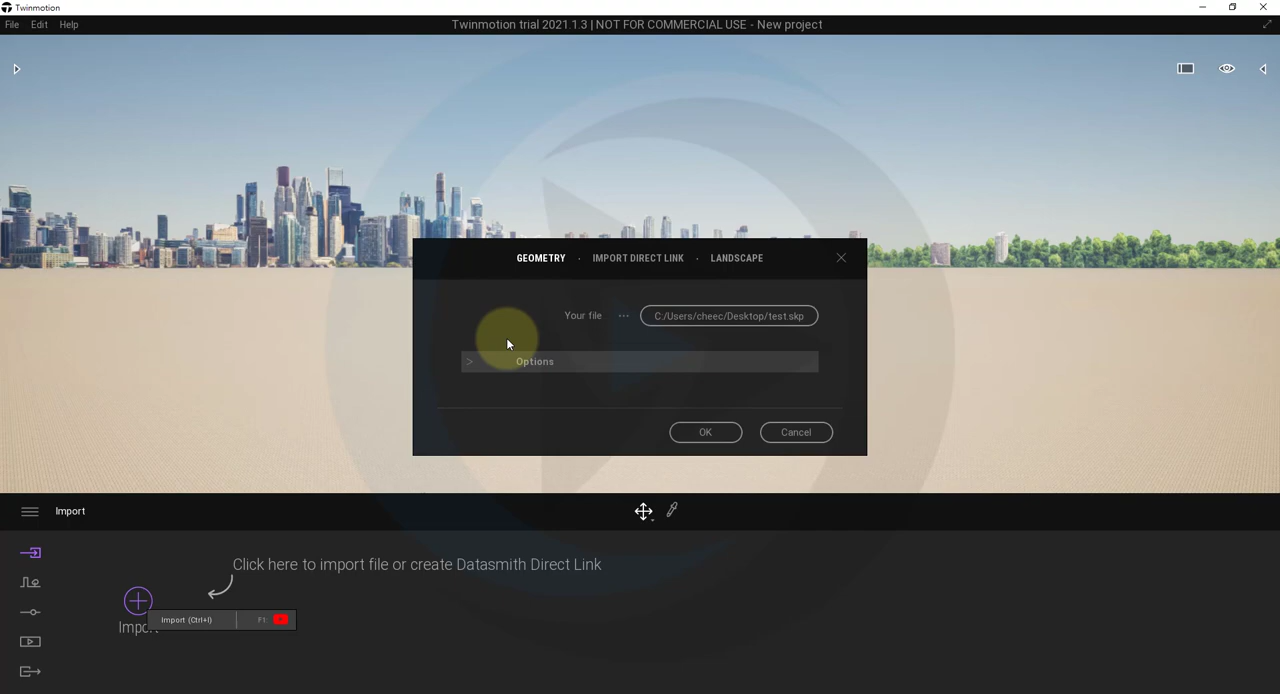 Twinmotion
File Edit Help
Twinmotion trial 2021.1.3 | NOT FOR COMMERCIAL USE - New project
GEOMETRY · IMPORT DIRECT LINK · LANDSCAPE
Your file ··· C:/Users/cheec/Desktop/test.skp
> Options
OK Cancel
Import
Click here to import file or create Datasmith Direct Link
Import (Ctrl+I) F1:
Import